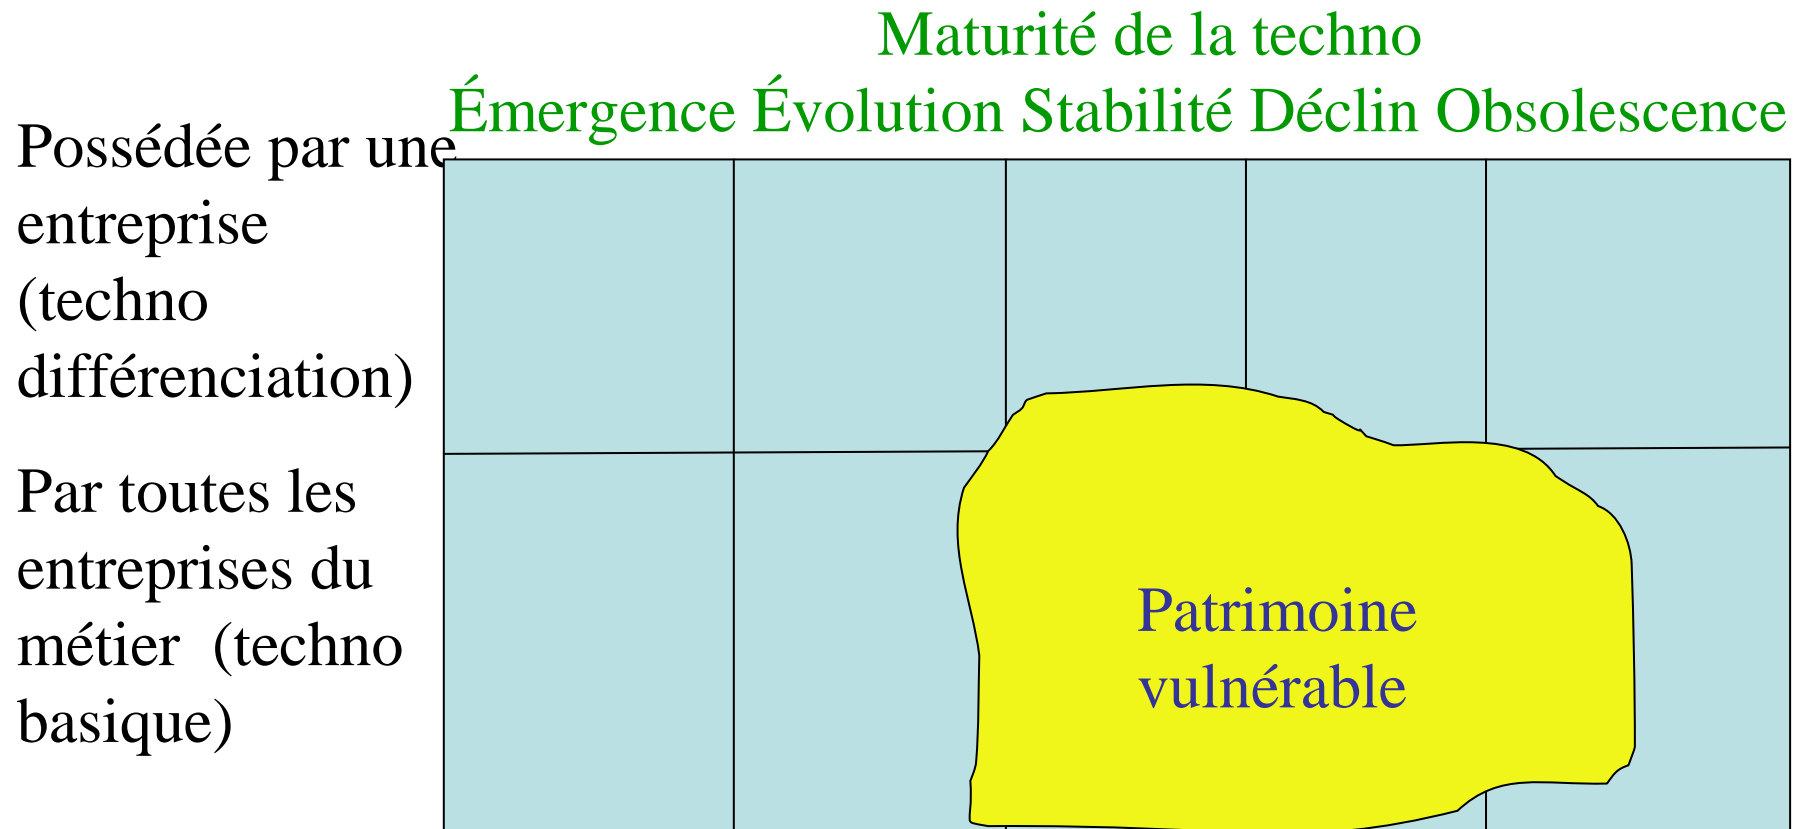 Maturité de la techno
Émergence Évolution Stabilité Déclin Obsolescence
Possédée par une
entreprise
(techno
différenciation)
Par toutes les
entreprises du
métier (techno
basique)
Patrimoine
vulnérable